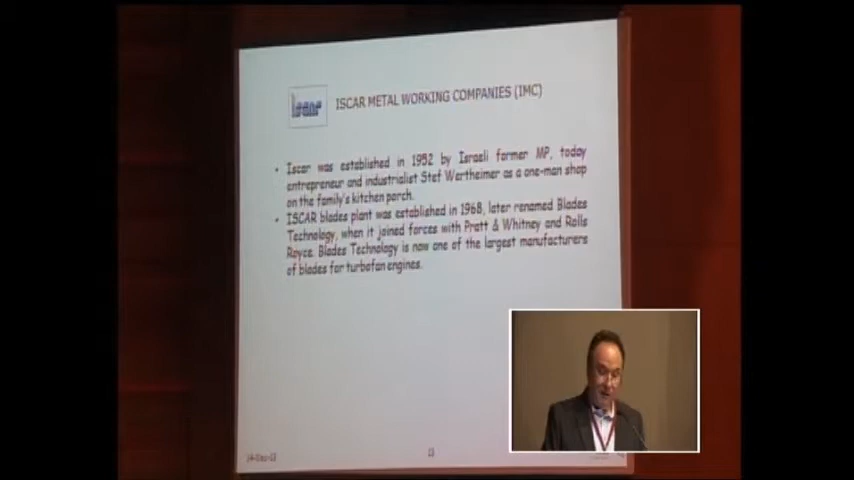 Iscar
ISCAR METAL WORKING COMPANIES (IMC)
• Iscar was established in 1952 by Israeli former MP, today
entrepreneur and industrialist Stef Wertheimer as a one-man shop
on the family's kitchen porch.
• ISCAR blades plant was established in 1968, later renamed Blades
Technology, when it joined forces with Pratt & Whitney and Rolls
Royce. Blades Technology is now one of the largest manufacturers
of blades for turbofan engines.